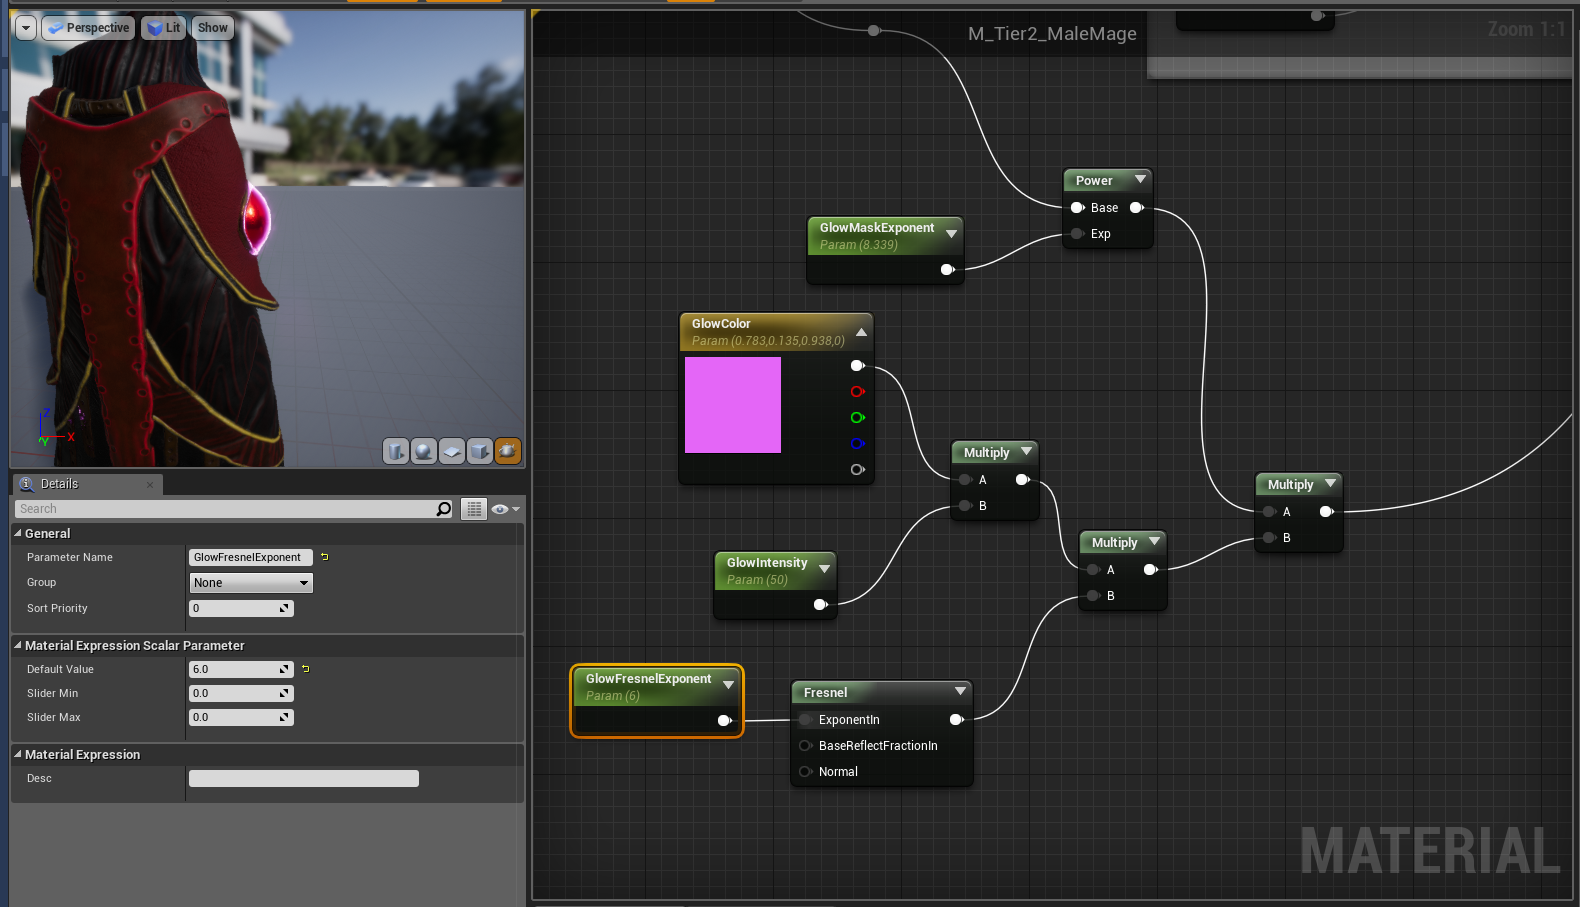 Perspective
Lit
Show
Z
X
Y
Details
Search
General
Parameter Name
GlowFresnelExponent
Group
None
Sort Priority
0
Material Expression Scalar Parameter
Default Value
6.0
Slider Min
0.0
Slider Max
0.0
Material Expression
Desc
M_Tier2_MaleMage
Zoom 1:1
Power
Base
Exp
GlowMaskExponent
Param (8.339)
GlowColor
Param (0.783,0.135,0.938,0)
Multiply
A
B
GlowIntensity
Param (50)
Multiply
A
B
Multiply
A
B
GlowFresnelExponent
Param (6)
Fresnel
ExponentIn
BaseReflectFractionIn
Normal
MATERIAL